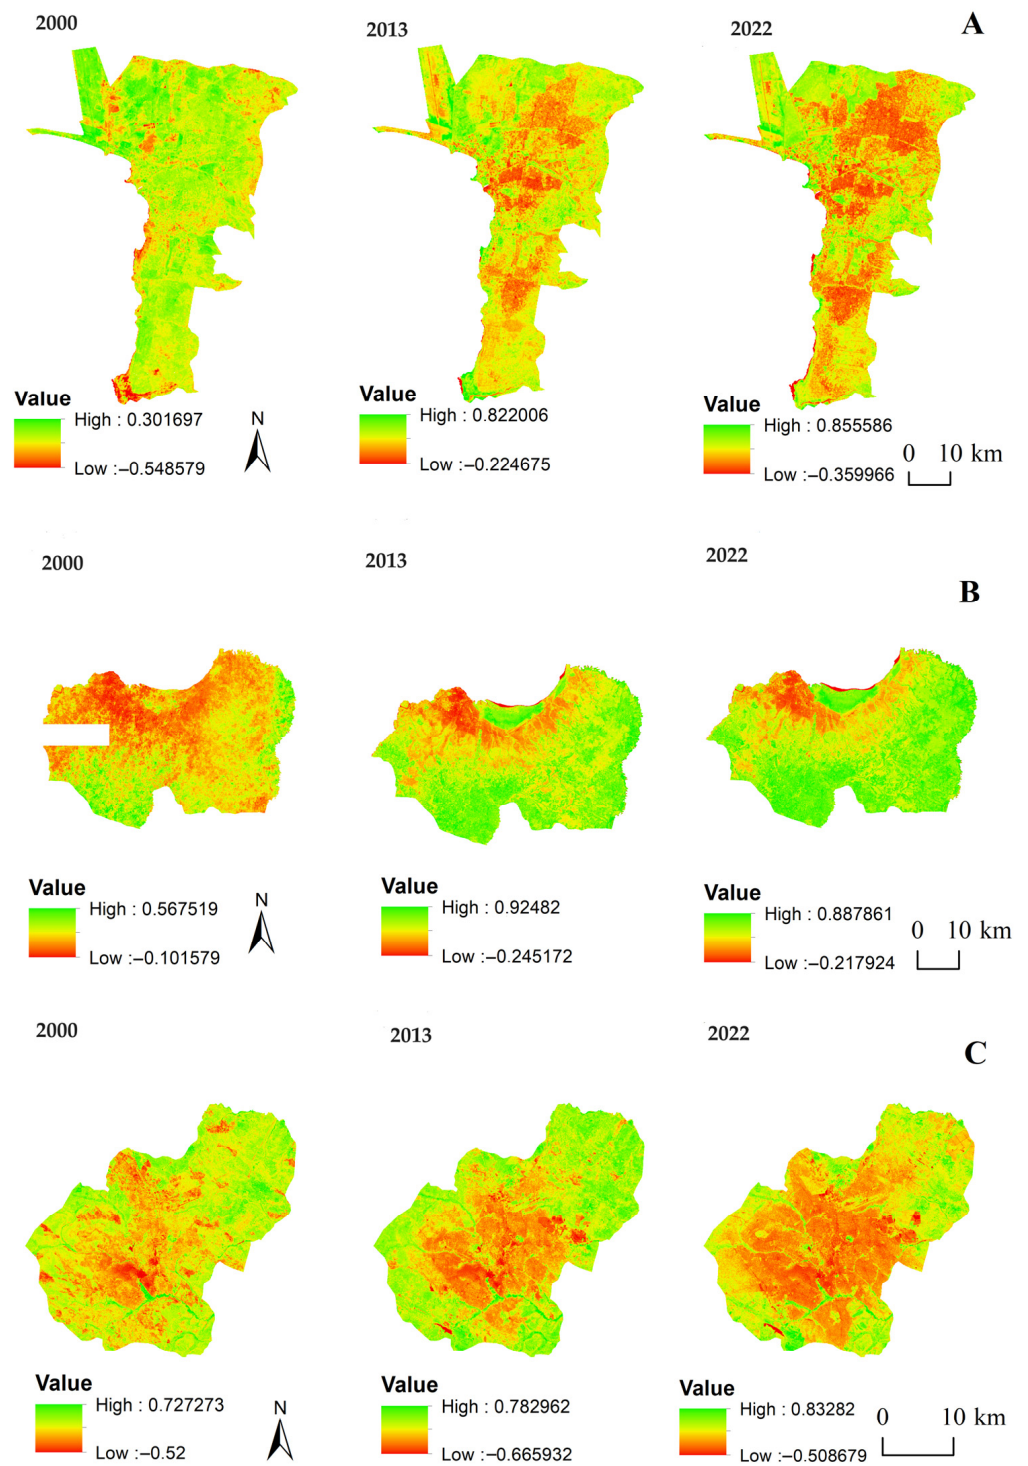 2000
2013
2022
A
Value
High : 0.301697
Low :–0.548579
N
Value
High : 0.822006
Low :–0.224675
Value
High : 0.855586
Low :–0.359966
0 10 km
2000
2013
2022
B
Value
High : 0.567519
Low :–0.101579
N
Value
High : 0.92482
Low :–0.245172
Value
High : 0.887861
Low :–0.217924
0 10 km
2000
2013
2022
C
Value
High : 0.727273
Low :–0.52
N
Value
High : 0.782962
Low :–0.665932
Value
High : 0.83282
Low :–0.508679
0 10 km